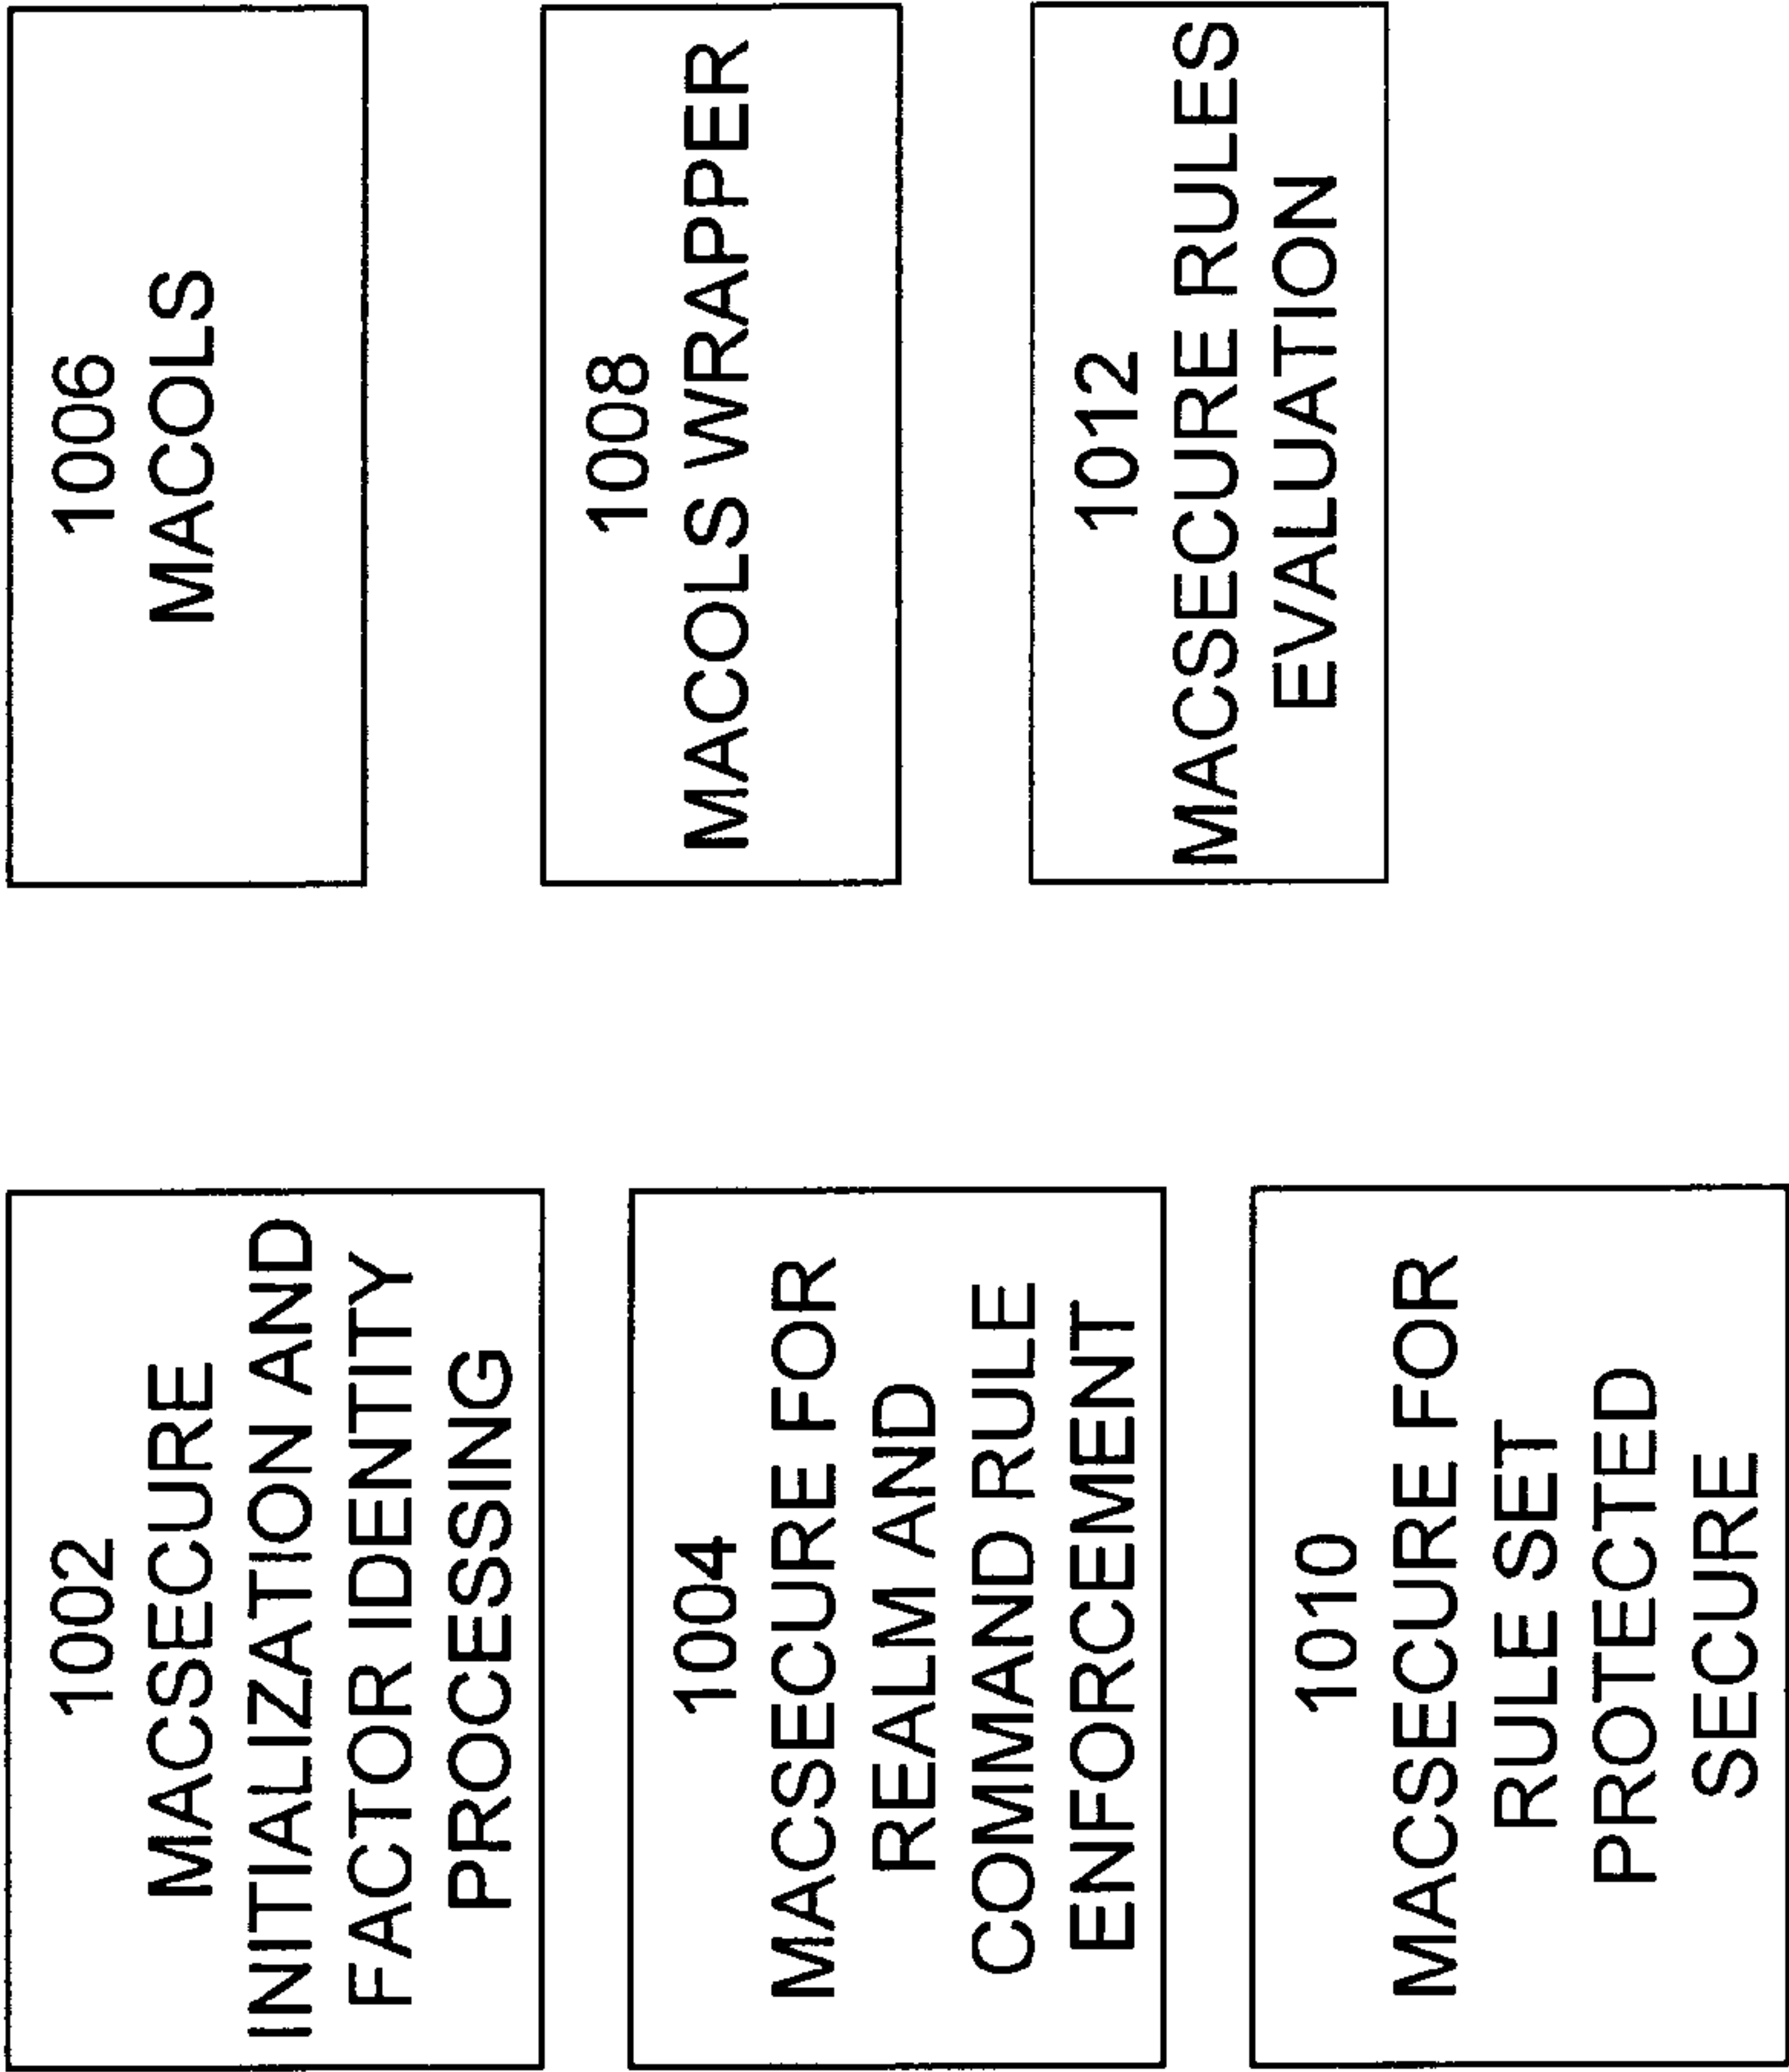 1002
MACSECURE
INITIALIZATION AND
FACTOR IDENTITY
PROCESSING
1004
MACSECURE FOR
REALM AND
COMMAND RULE
ENFORCEMENT
1010
MACSECURE FOR
RULE SET
PROTECTED
SECURE
1006
MACOLS
1008
MACOLS WRAPPER
1012
MACSECURE RULES
EVALUATION